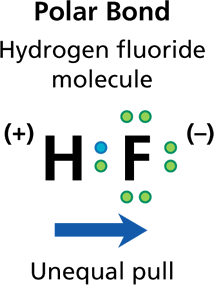 Polar Bond
Hydrogen fluoride
molecule
(+) H F (–)
Unequal pull